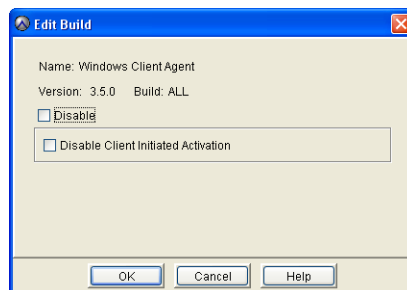 Edit Build
Name: Windows Client Agent
Version: 3.5.0 Build: ALL
Disable
Disable Client Initiated Activation
OK Cancel Help